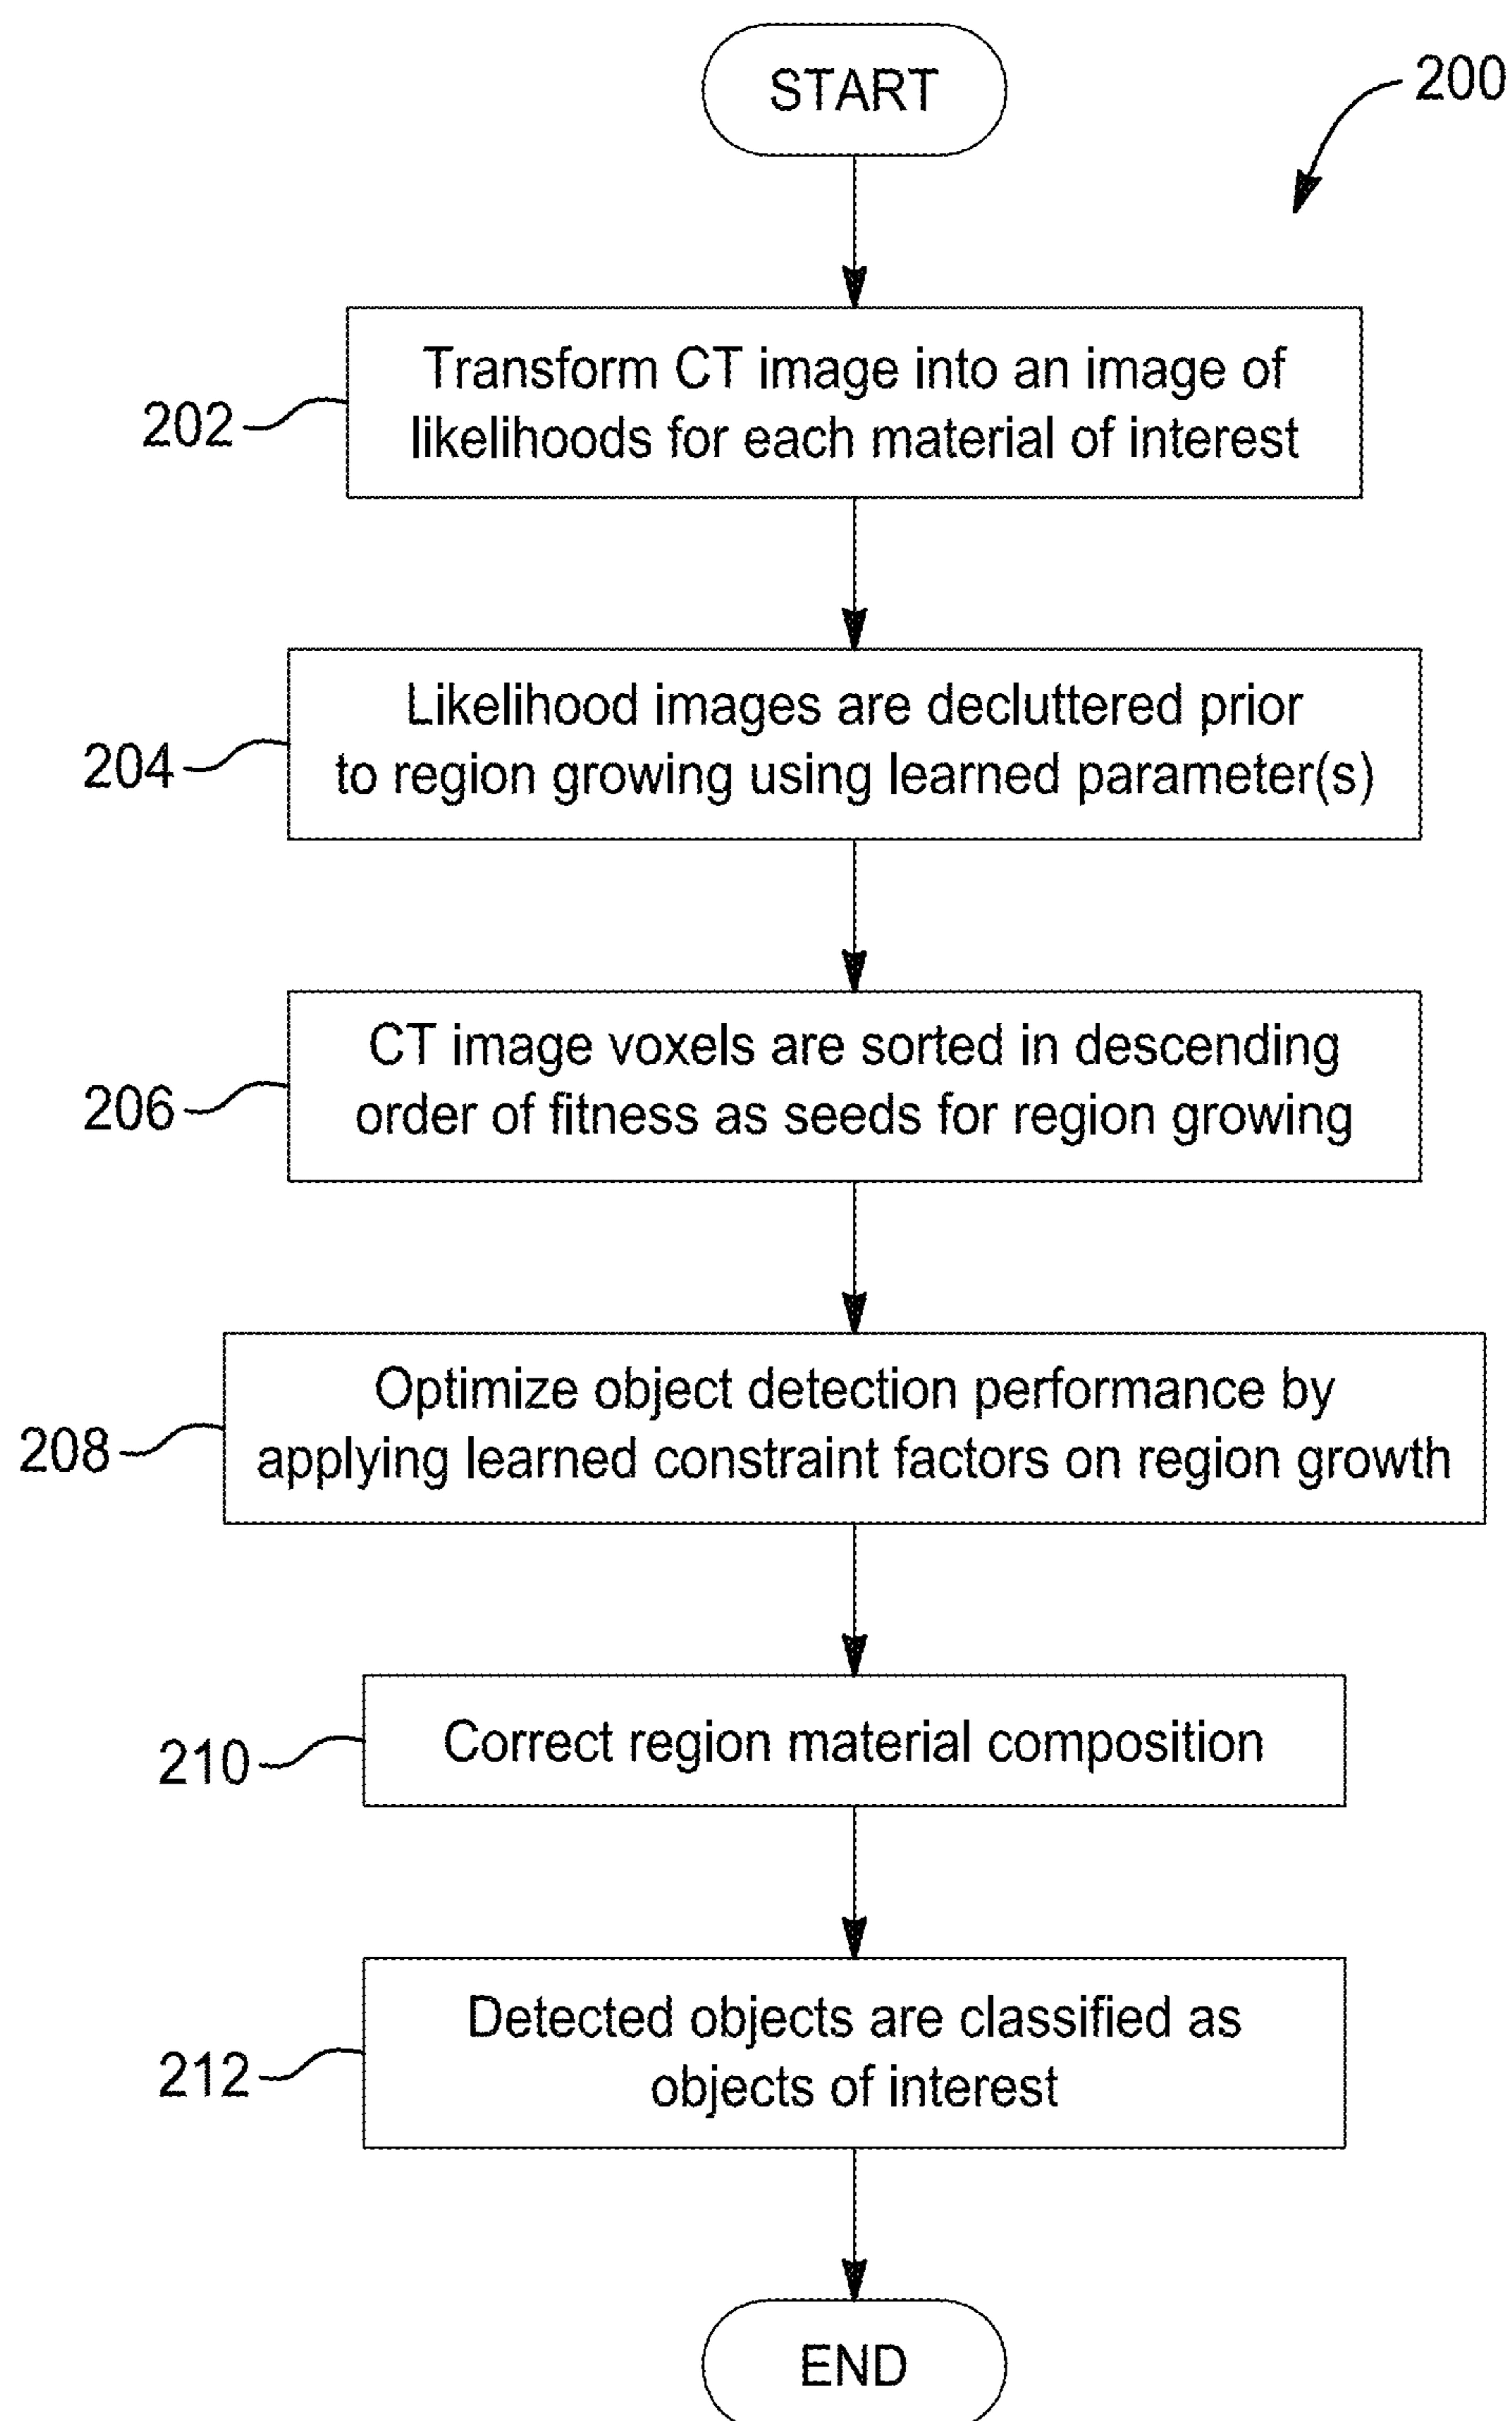 START
200
202
Transform CT image into an image of
likelihoods for each material of interest
204
Likelihood images are decluttered prior
to region growing using learned parameter(s)
206
CT image voxels are sorted in descending
order of fitness as seeds for region growing
208
Optimize object detection performance by
applying learned constraint factors on region growth
210
Correct region material composition
212
Detected objects are classified as
objects of interest
END